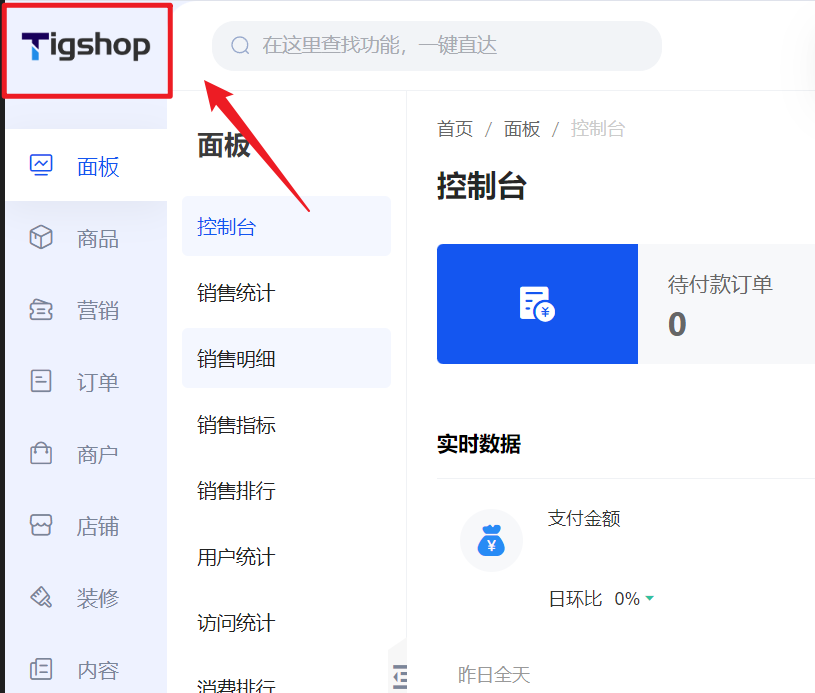 Tigshop
在这里查找功能，一键直达
面板
商品
营销
订单
商户
店铺
装修
内容
面板
控制台
销售统计
销售明细
销售指标
销售排行
用户统计
访问统计
消费排行
首页 / 面板 / 控制台
控制台
待付款订单
0
实时数据
支付金额
日环比 0%
昨日全天